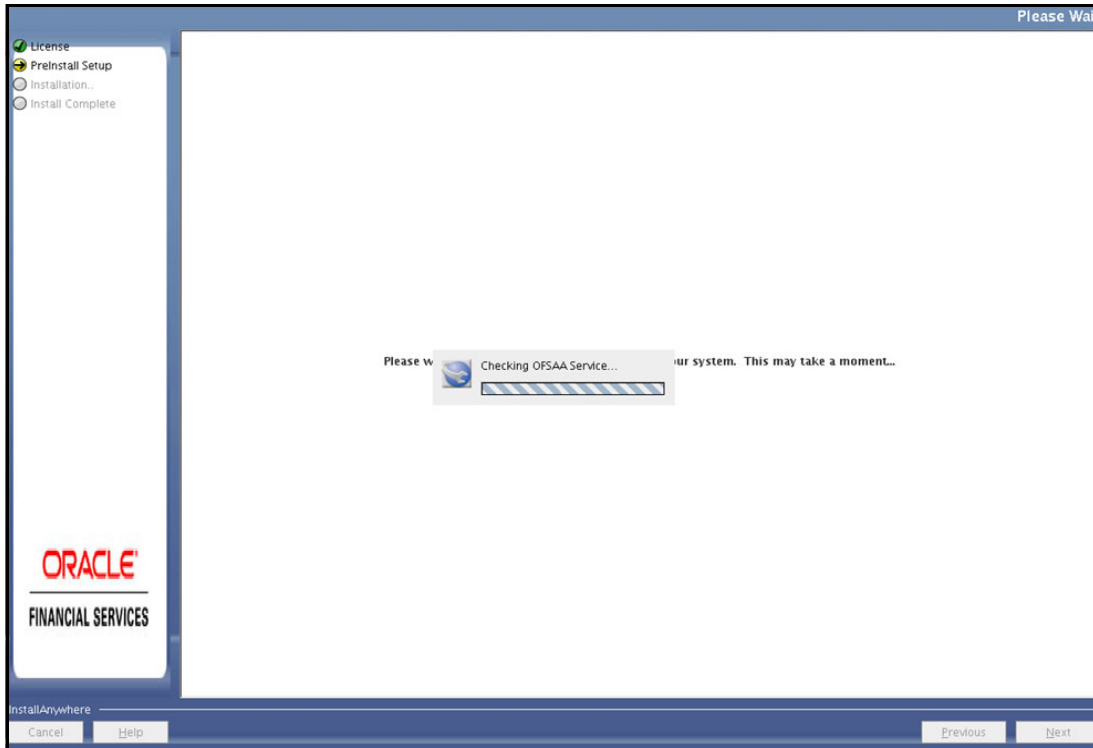 Please Wai
License
PreInstall Setup
Installation..
Install Complete
Please w
Checking OFSAA Service...
ur system. This may take a moment...
ORACLE
FINANCIAL SERVICES
InstallAnywhere
Cancel
Help
Previous
Next